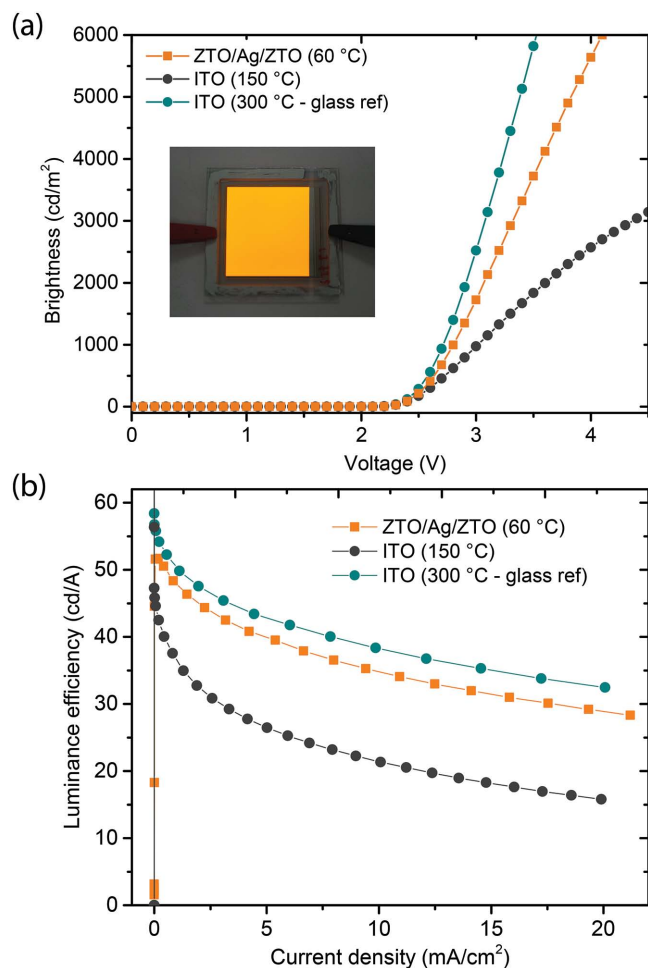 (a)
6000
5000
4000
3000
2000
1000
0
Brightness (cd/m²)
ZTO/Ag/ZTO (60 °C)
ITO (150 °C)
ITO (300 °C - glass ref)
0 1 2 3 4
Voltage (V)
(b)
60
50
40
30
20
10
0
Luminance efficiency (cd/A)
ZTO/Ag/ZTO (60 °C)
ITO (150 °C)
ITO (300 °C - glass ref)
0 5 10 15 20
Current density (mA/cm²)